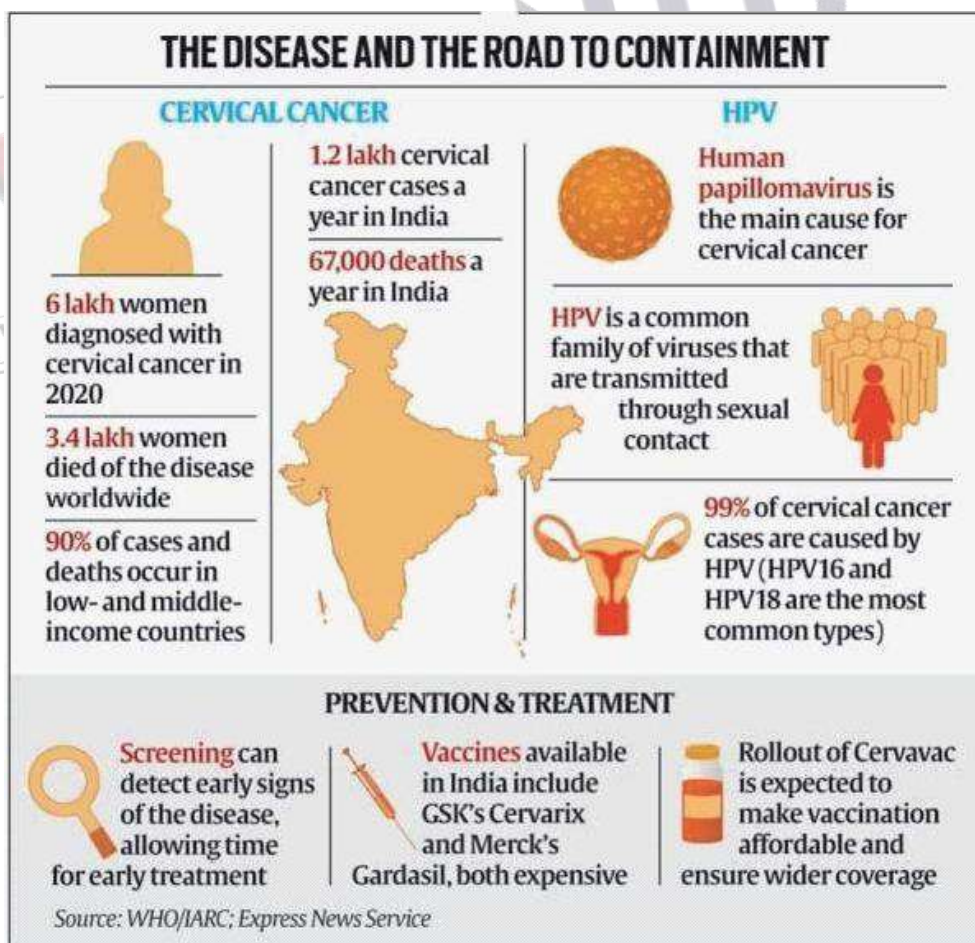 THE DISEASE AND THE ROAD TO CONTAINMENT
CERVICAL CANCER
6 lakh women
diagnosed with
cervical cancer in
2020
3.4 lakh women
died of the disease
worldwide
90% of cases and
deaths occur in
low- and middle-
income countries
1.2 lakh cervical
cancer cases a
year in India
67,000 deaths a
year in India
HPV
Human
papillomavirus is
the main cause for
cervical cancer
HPV is a common
family of viruses that
are transmitted
through sexual
contact
99% of cervical cancer
cases are caused by
HPV (HPV16 and
HPV18 are the most
common types)
PREVENTION & TREATMENT
Screening can
detect early signs
of the disease,
allowing time
for early treatment
Vaccines available
in India include
GSK's Cervarix
and Merck's
Gardasil, both expensive
Rollout of Cervavac
is expected to
make vaccination
affordable and
ensure wider coverage
Source: WHO/IARC; Express News Service